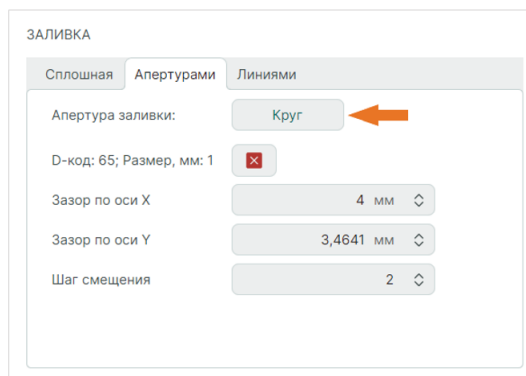 ЗАЛИВКА
Сплошная Апертурами Линиями
Апертура заливки: Круг
D-код: 65; Размер, мм: 1
Зазор по оси X 4 мм
Зазор по оси Y 3,4641 мм
Шаг смещения 2